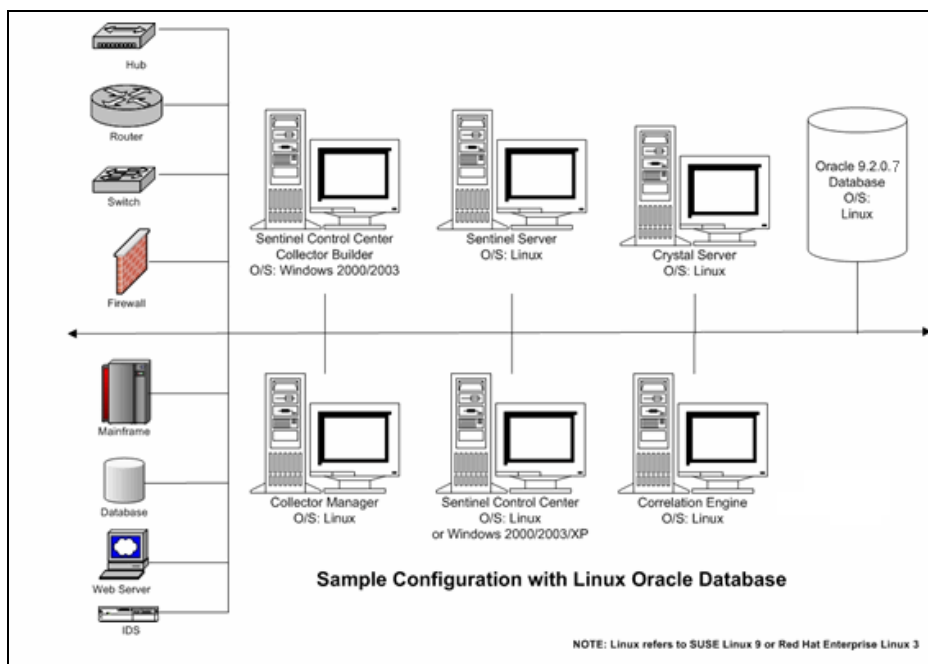 Hub
Router
Switch
Firewall
Mainframe
Database
Web Server
IDS
Sentinel Control Center
Collector Builder
O/S: Windows 2000/2003
Sentinel Server
O/S: Linux
Crystal Server
O/S: Linux
Oracle 9.2.0.7
Database
O/S:
Linux
Collector Manager
O/S: Linux
Sentinel Control Center
O/S: Linux
or Windows 2000/2003/XP
Correlation Engine
O/S: Linux
Sample Configuration with Linux Oracle Database
NOTE: Linux refers to SUSE Linux 9 or Red Hat Enterprise Linux 3